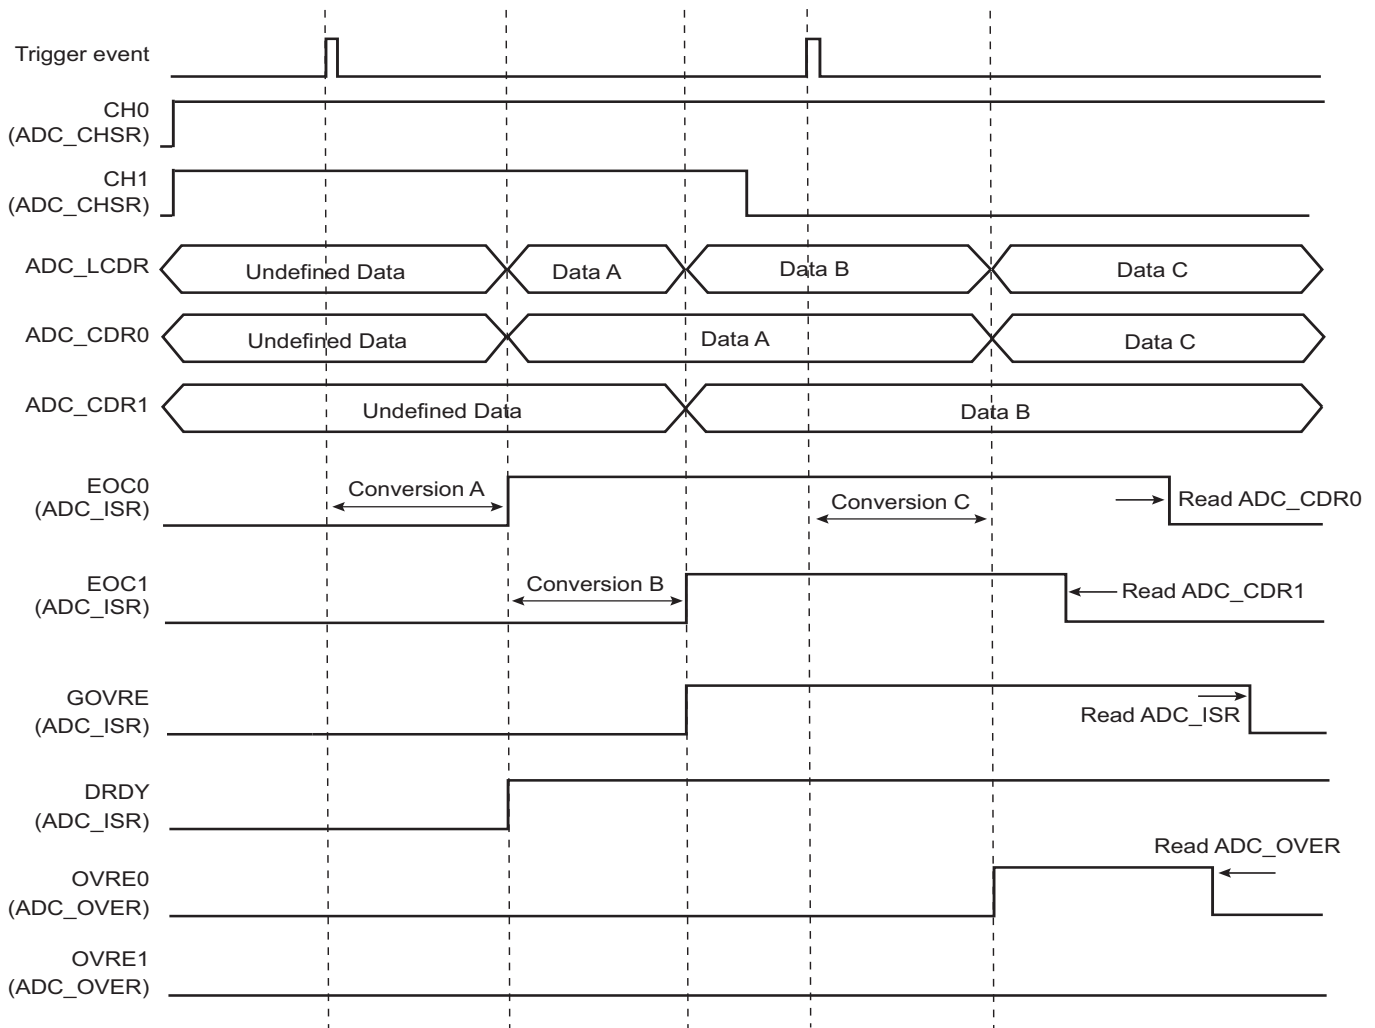 Trigger event
CH0
(ADC_CHSR)
CH1
(ADC_CHSR)
ADC_LCDR
Undefined Data
Data A
Data B
Data C
ADC_CDR0
Undefined Data
Data A
Data C
ADC_CDR1
Undefined Data
Data B
EOC0
(ADC_ISR)
Conversion A
Conversion C
Read ADC_CDR0
EOC1
(ADC_ISR)
Conversion B
Read ADC_CDR1
GOVRE
(ADC_ISR)
Read ADC_ISR
DRDY
(ADC_ISR)
Read ADC_OVER
OVRE0
(ADC_OVER)
OVRE1
(ADC_OVER)